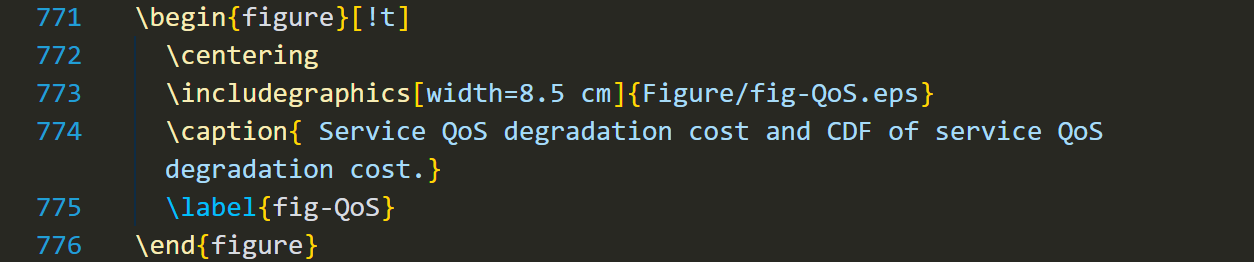 771 \begin{figure}[!t]
772 \centering
773 \includegraphics[width=8.5 cm]{Figure/fig-QoS.eps}
774 \caption{ Service QoS degradation cost and CDF of service QoS
degradation cost.}
775 \label{fig-QoS}
776 \end{figure}